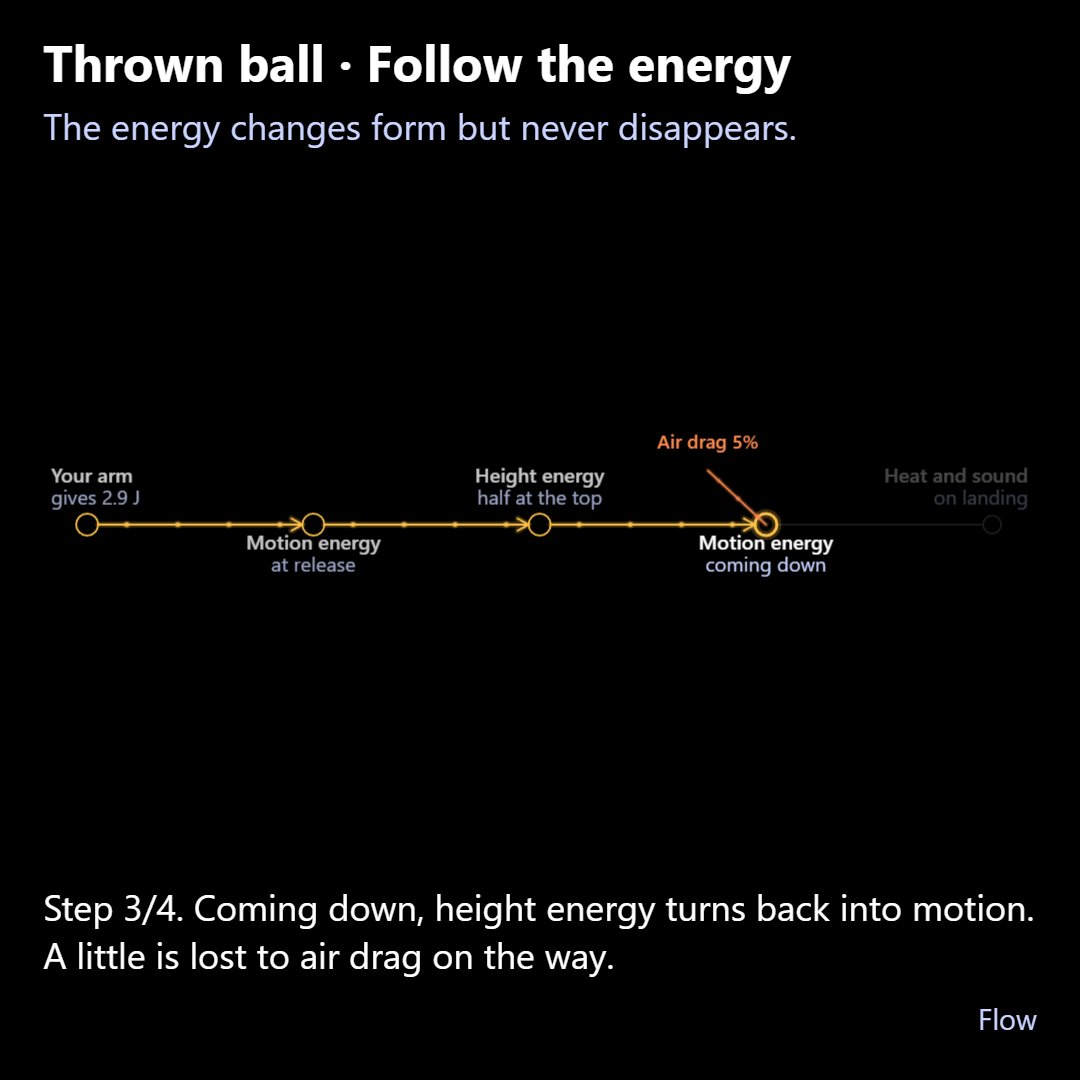 Thrown ball · Follow the energy
The energy changes form but never disappears.
Air drag 5%
Your arm
gives 2.9 J
Height energy
half at the top
Heat and sound
on landing
Motion energy
at release
Motion energy
coming down
Step 3/4. Coming down, height energy turns back into motion.
A little is lost to air drag on the way.
Flow